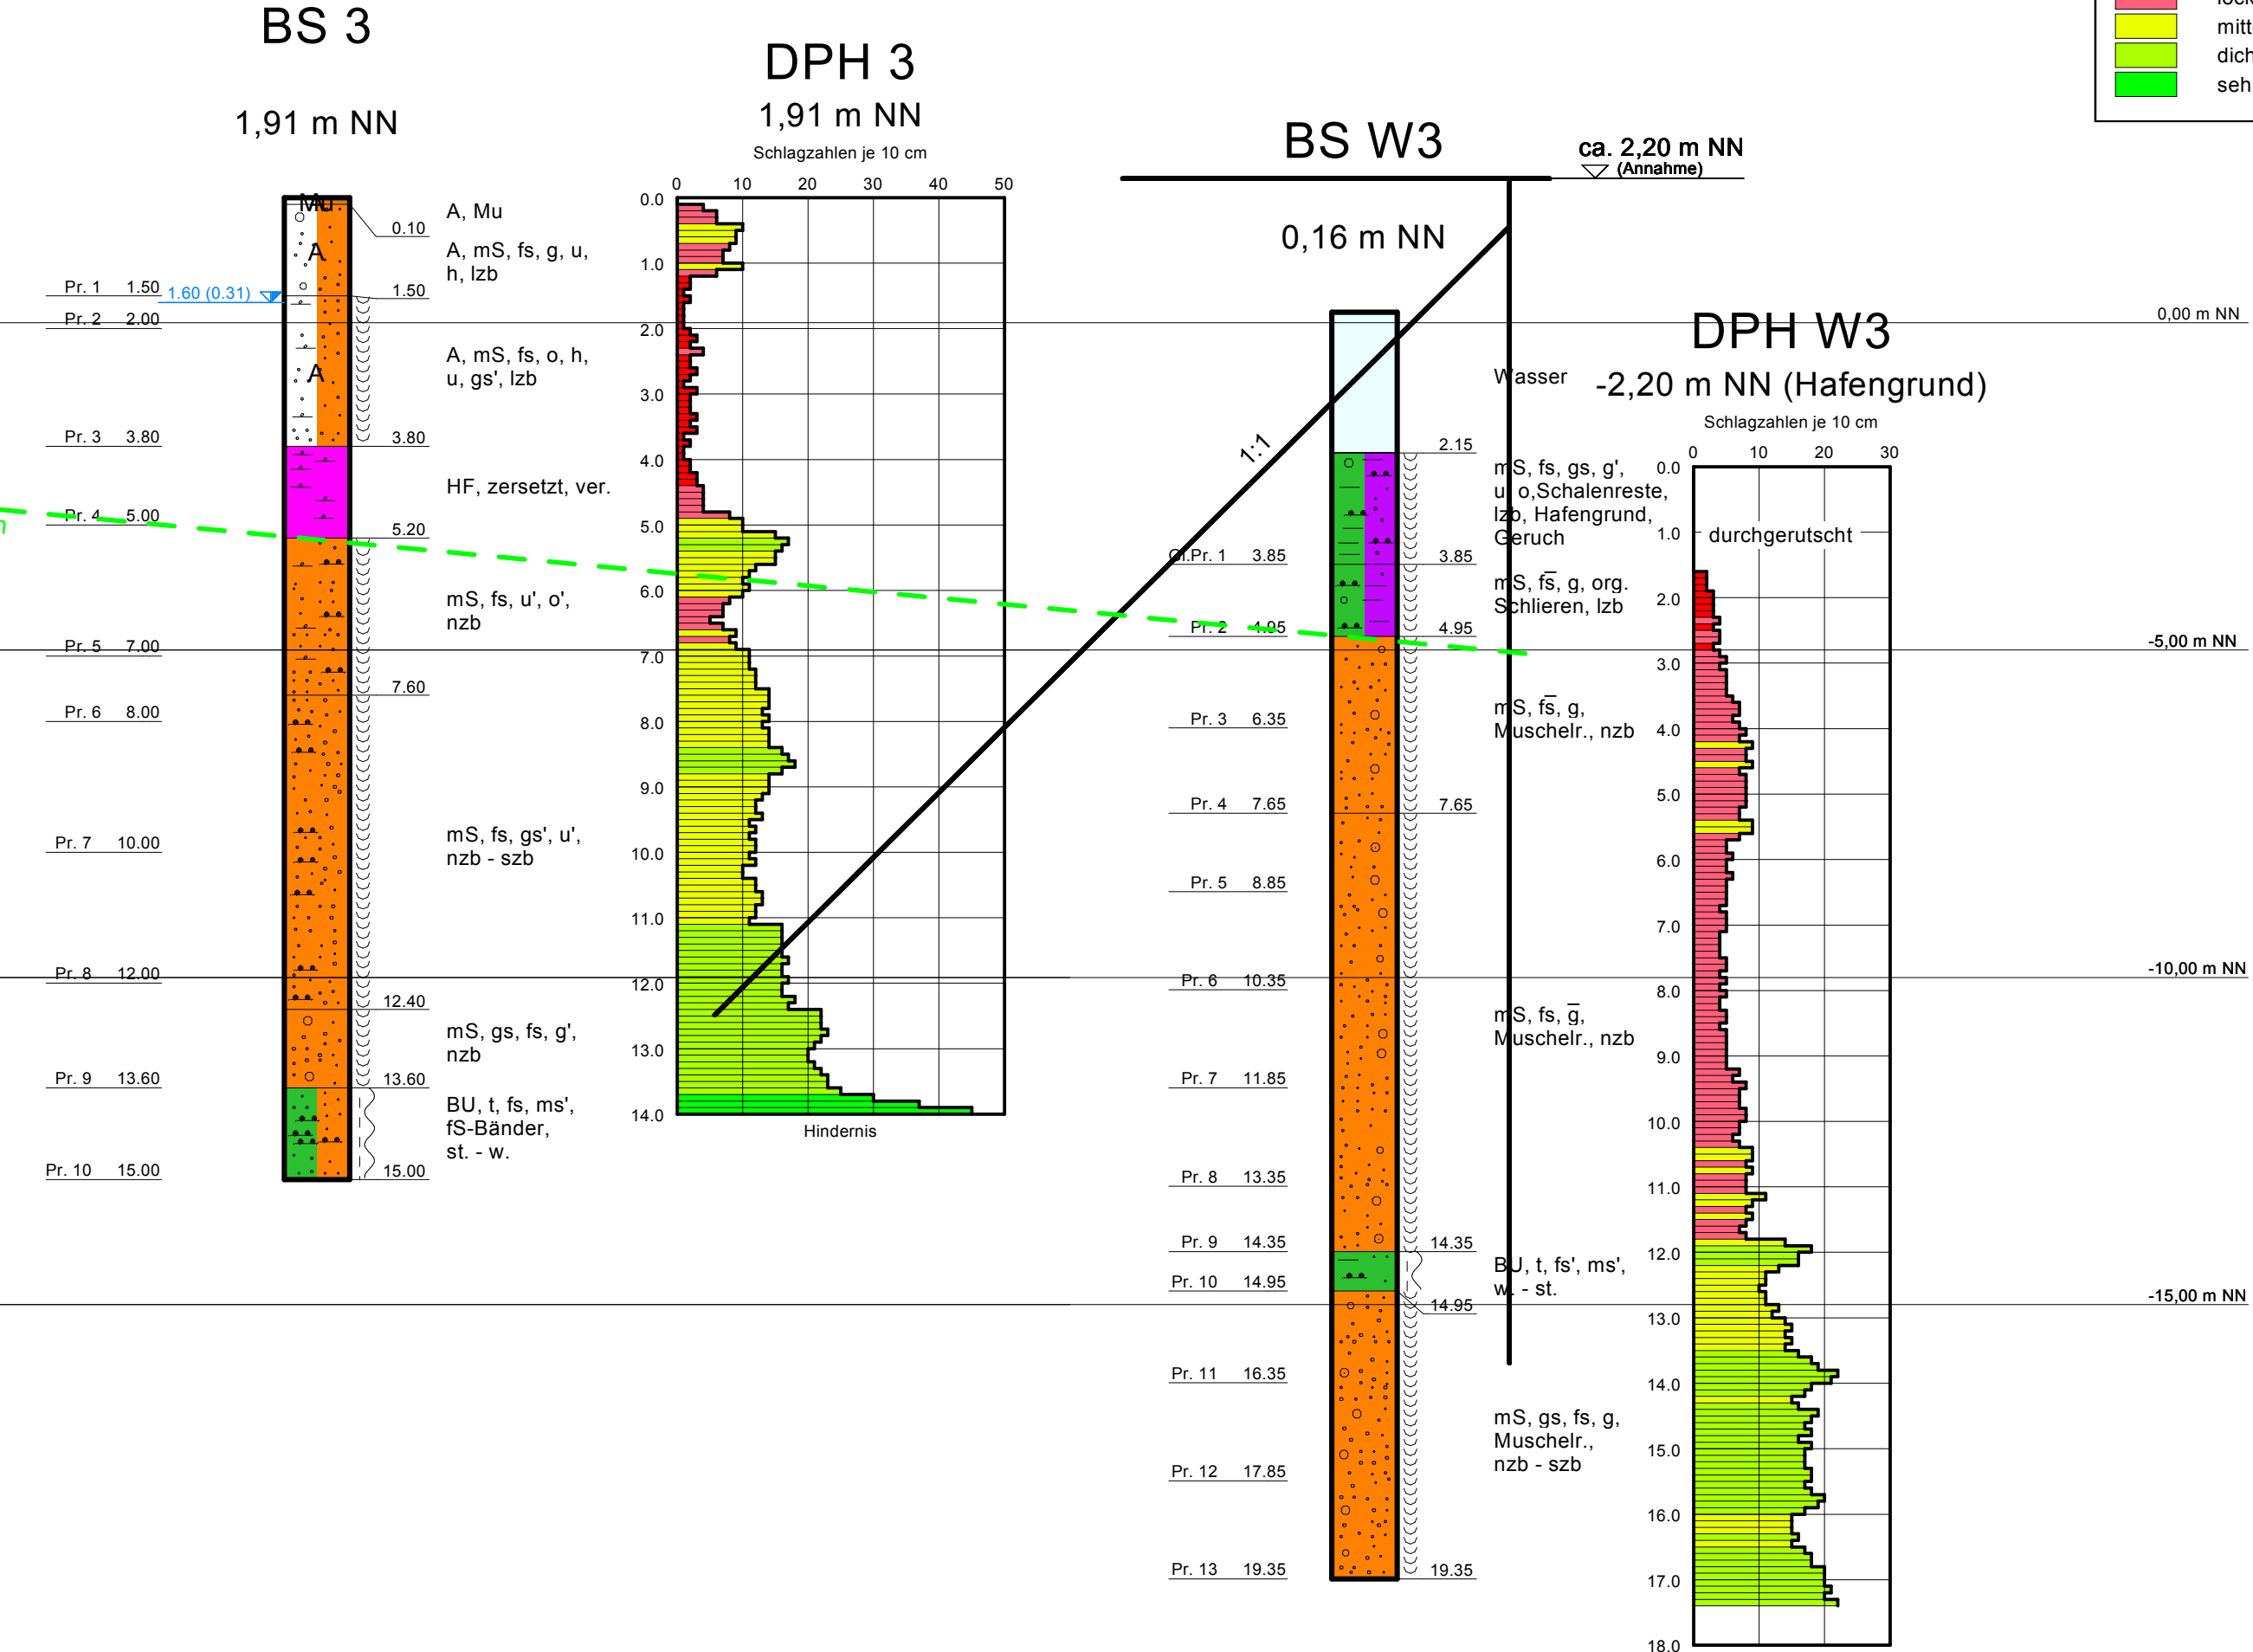 BS 3
1,91 m NN
Mu
A
A
0.10
1.50
3.80
5.20
7.60
12.40
13.60
15.00
A, Mu
A, mS, fs, g, u,
h, lzb
A, mS, fs, o, h,
u, gs', lzb
HF, zersetzt, ver.
mS, fs, u', o',
nzb
mS, fs, gs', u',
nzb - szb
mS, gs, fs, g',
nzb
BU, t, fs, ms',
fS-Bänder,
st. - w.
Pr. 1 1.50
1.60 (0.31)
Pr. 2 2.00
Pr. 3 3.80
Pr. 4 5.00
Pr. 5 7.00
Pr. 6 8.00
Pr. 7 10.00
Pr. 8 12.00
Pr. 9 13.60
Pr. 10 15.00
DPH 3
1,91 m NN
Schlagzahlen je 10 cm
0 10 20 30 40 50
0.0
1.0
2.0
3.0
4.0
5.0
6.0
7.0
8.0
9.0
10.0
11.0
12.0
13.0
14.0
Hindernis
BS W3
ca. 2,20 m NN
(Annahme)
0,16 m NN
1:1
Wasser
2.15
3.85
4.95
7.65
14.35
14.95
19.35
mS, fs, gs, g',
u, o,Schalenreste,
lzb, Hafengrund,
Geruch
mS, fs̅, g, org.
Schlieren, lzb
mS, fs̅, g,
Muschelr., nzb
mS, fs, g̅,
Muschelr., nzb
BU, t, fs', ms',
w. - st.
mS, gs, fs, g,
Muschelr.,
nzb - szb
Gl.Pr. 1 3.85
Pr. 2 4.95
Pr. 3 6.35
Pr. 4 7.65
Pr. 5 8.85
Pr. 6 10.35
Pr. 7 11.85
Pr. 8 13.35
Pr. 9 14.35
Pr. 10 14.95
Pr. 11 16.35
Pr. 12 17.85
Pr. 13 19.35
DPH W3
-2,20 m NN (Hafengrund)
Schlagzahlen je 10 cm
0 10 20 30
0.0
1.0
durchgerutscht
2.0
3.0
4.0
5.0
6.0
7.0
8.0
9.0
10.0
11.0
12.0
13.0
14.0
15.0
16.0
17.0
18.0
0,00 m NN
-5,00 m NN
-10,00 m NN
-15,00 m NN
mitt
dich
seh